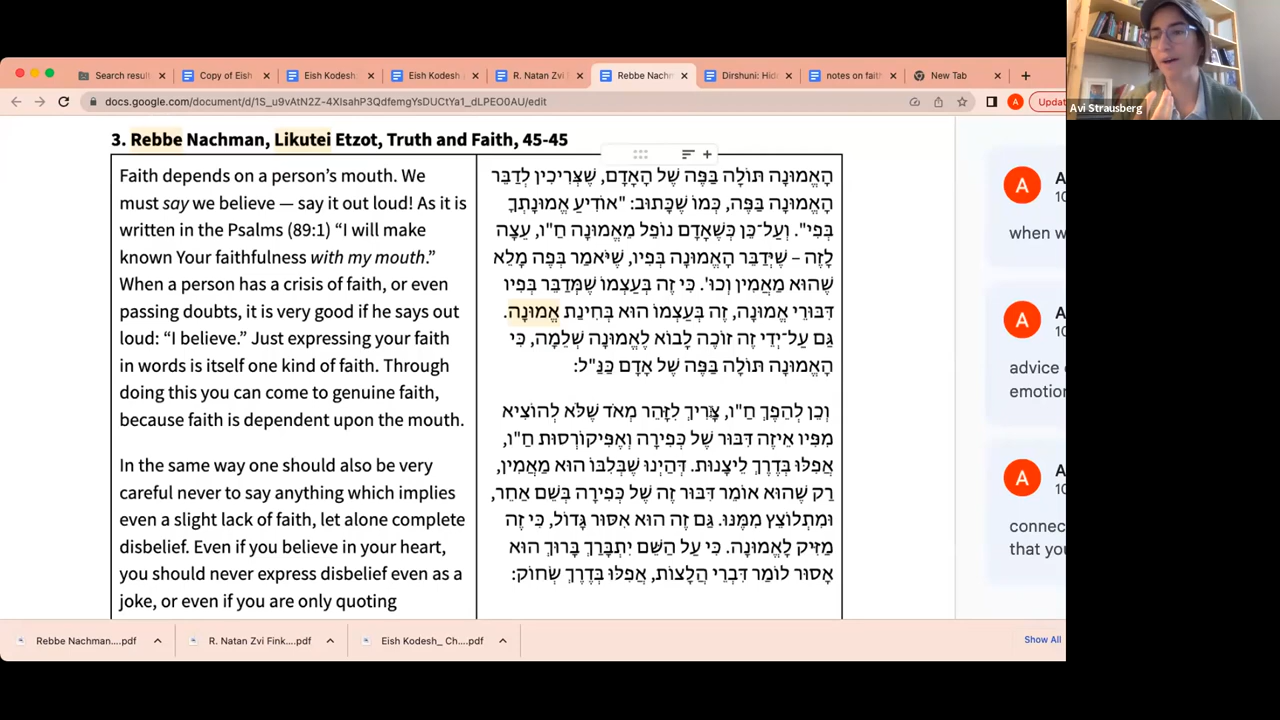 Search resul
Copy of Eish
Eish Kodesh.
Eish Kodesh
R. Natan Zvi
Rebbe Nachm
Dirshuni: Hid
notes on faith
New Tab
docs.google.com/document/d/1S_u9vAtN2Z-4XIsahP3QdfemgYsDUCtYa1_dLPEO0AU/edit
A
Updat
Avi Strausberg
3. Rebbe Nachman, Likutei Etzot, Truth and Faith, 45-45
Faith depends on a person’s mouth. We
must say we believe — say it out loud! As it is
written in the Psalms (89:1) “I will make
known Your faithfulness with my mouth.”
When a person has a crisis of faith, or even
passing doubts, it is very good if he says out
loud: “I believe.” Just expressing your faith
in words is itself one kind of faith. Through
doing this you can come to genuine faith,
because faith is dependent upon the mouth.
In the same way one should also be very
careful never to say anything which implies
even a slight lack of faith, let alone complete
disbelief. Even if you believe in your heart,
you should never express disbelief even as a
joke, or even if you are only quoting
הָאֱמוּנָה תּוֹלָה בַּפֶּה שֶׁל הָאָדָם, שֶׁצְּרִיכִין לְדַבֵּר
הָאֱמוּנָה בַּפֶּה, כְּמוֹ שֶׁכָּתוּב: "אוֹדִיעַ אֱמוּנָתְךָ
בְּפִי". וְעַל־כֵּן כְּשֶׁאָדָם נוֹפֵל מֵאֱמוּנָה ח"ו, עֵצָה
לָזֶה – שֶׁיְּדַבֵּר הָאֱמוּנָה בְּפִיו, שֶׁיֹּאמַר בְּפֶה מָלֵא
שֶׁהוּא מַאֲמִין וְכוּ'. כִּי זֶה בְּעַצְמוֹ שֶׁמְּדַבֵּר בְּפִיו
דִּבּוּרֵי אֱמוּנָה, זֶה בְּעַצְמוֹ הוּא בְּחִינַת אֱמוּנָה.
גַּם עַל־יְדֵי זֶה זוֹכֶה לָבוֹא לֶאֱמוּנָה שְׁלֵמָה, כִּי
הָאֱמוּנָה תּוֹלָה בַּפֶּה שֶׁל אָדָם כַּנַּ"ל:
וְכֵן לְהֵפֶךְ ח"ו, צָרִיךְ לִזָּהֵר מְאֹד שֶׁלֹּא לְהוֹצִיא
מִפִּיו אֵיזֶה דִּבּוּר שֶׁל כְּפִירָה וְאֶפִּיקוֹרְסוּת ח"ו,
אֲפִלּוּ בְּדֶרֶךְ לֵיצָנוּת. דְּהַיְנוּ שֶׁבְּלִבּוֹ הוּא מַאֲמִין,
רַק שֶׁהוּא אוֹמֵר דִּבּוּר זֶה שֶׁל כְּפִירָה בְּשֵׁם אַחֵר,
וּמִתְלוֹצֵץ מִמֶּנּוּ. גַּם זֶה הוּא אִסּוּר גָּדוֹל, כִּי זֶה
מַזִּיק לָאֱמוּנָה. כִּי עַל הַשֵּׁם יִתְבָּרַךְ בָּרוּךְ הוּא
אָסוּר לוֹמַר דִּבְרֵי הֲלָצוֹת, אֲפִלּוּ בְּדֶרֶךְ שְׂחוֹק:
A
A
10
when w
A
A
10
advice o
emotion
A
A
10
connec
that you
Rebbe Nachman....pdf
R. Natan Zvi Fink....pdf
Eish Kodesh_ Ch....pdf
Show All